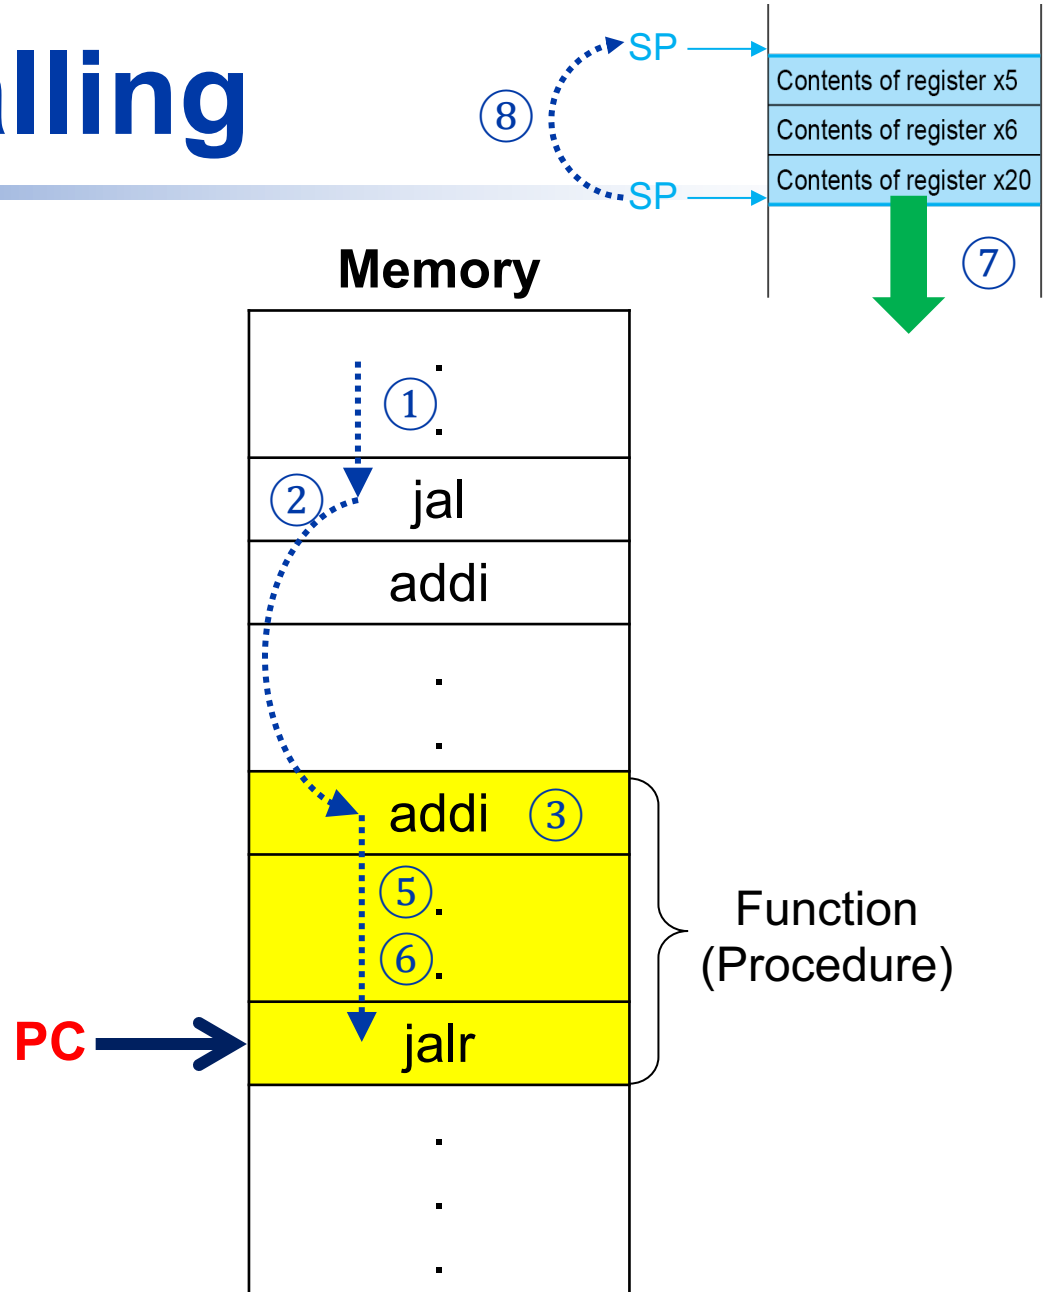 alling
SP
Contents of register x5
⑧
Contents of register x6
SP
Contents of register x20
⑦
Memory
.
①
.
②
jal
addi
.
.
addi ③
⑤ .
⑥ .
Function
(Procedure)
PC
jalr
.
.
.